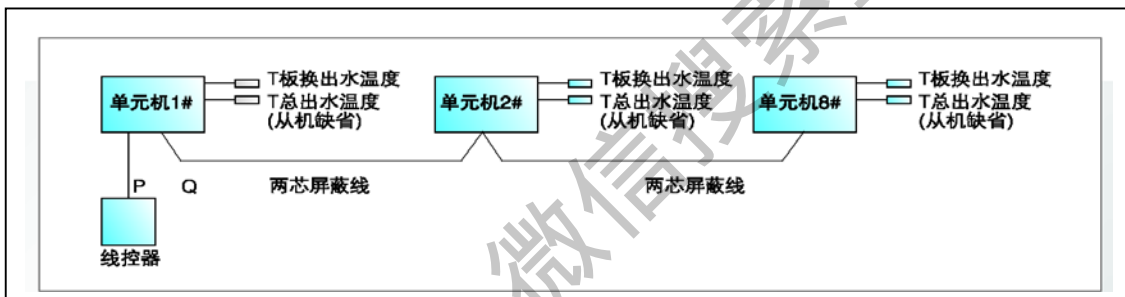 单元机1#
T板换出水温度
T总出水温度
(从机缺省)
单元机2#
T板换出水温度
T总出水温度
(从机缺省)
单元机8#
T板换出水温度
T总出水温度
(从机缺省)
P
Q
两芯屏蔽线
两芯屏蔽线
线控器
微信搜索